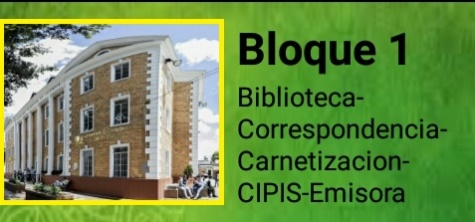 Bloque 1
Biblioteca-
Correspondencia-
Carnetizacion-
CIPIS-Emisora